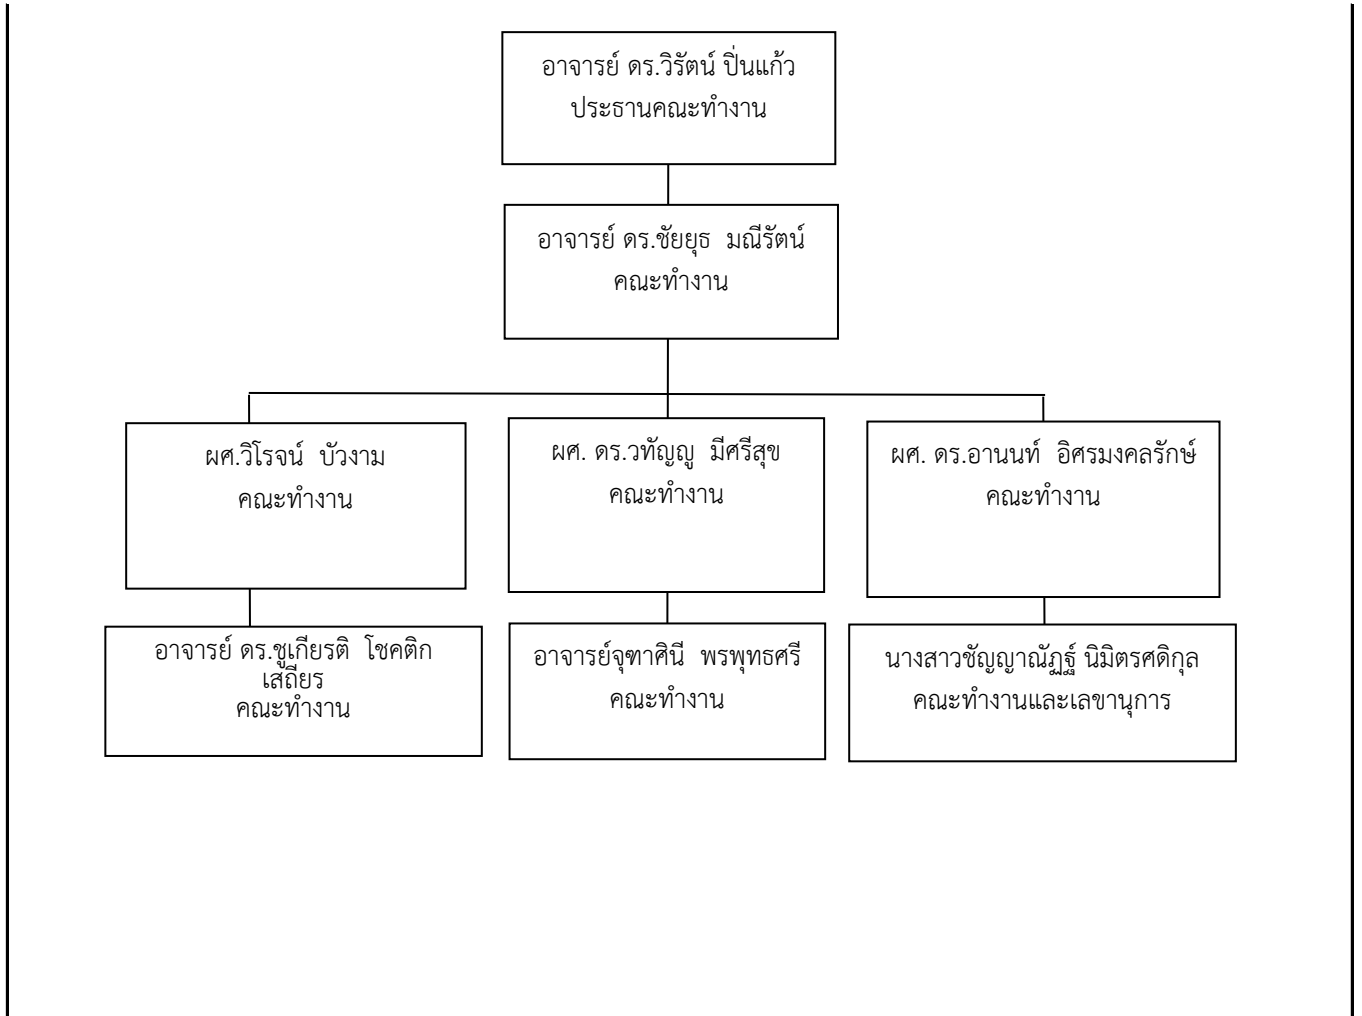 อาจารย์ ดร.วิรัตน์ ปิ่นแก้ว
ประธานคณะทำงาน
อาจารย์ ดร.ชัยยุธ  มณีรัตน์
คณะทำงาน
ผศ.วิโรจน์  บัวงาม
คณะทำงาน
ผศ. ดร.วทัญญู  มีศรีสุข
คณะทำงาน
ผศ. ดร.อานนท์  อิศรมงคลรักษ์
คณะทำงาน
อาจารย์ ดร.ชูเกียรติ  โชคติก
เสถียร
คณะทำงาน
อาจารย์จุฑาศินี  พรพุทธศรี
คณะทำงาน
นางสาวชัญญาณัฏฐ์ นิมิตรศดิกุล
คณะทำงานและเลขานุการ